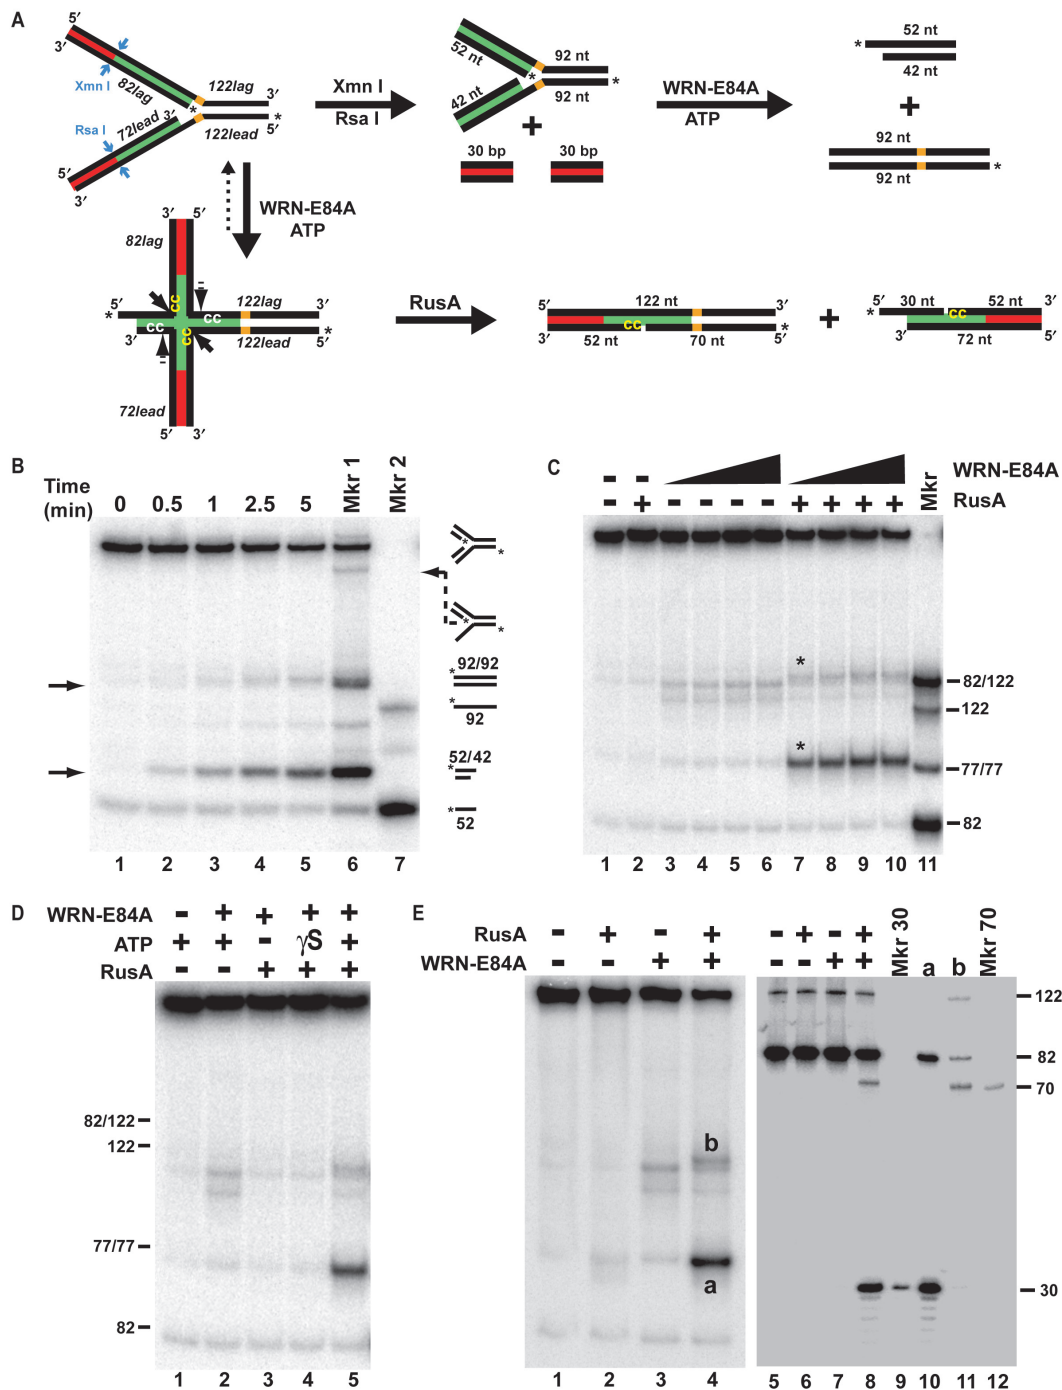 A
5′
3′
Xmn I
82lag
122lag
3′
*
*
5′
Rsa I
72lead
3′
122lead
5′
3′
Xmn I
Rsa I
52 nt
92 nt
*
*
42 nt
92 nt
+
30 bp
30 bp
WRN-E84A
ATP
52 nt
*
42 nt
+
92 nt
*
92 nt
WRN-E84A
ATP
3′
5′
82lag
5′
*
CC
-
122lag
3′
CC
CC
*
3′
-
CC
122lead
5′
72lead
5′
3′
RusA
5′
122 nt
3′
CC
*
3′
52 nt
70 nt
5′
+
5′
*
30 nt
52 nt
3′
CC
3′
72 nt
5′
B
Time
(min)
0
0.5
1
2.5
5
Mkr 1
Mkr 2
*
*
*
*
92/92
*
*
92
52/42
*
*
52
1 2 3 4 5 6 7
C
WRN-E84A
- -
RusA
- + - - - - + + + +
Mkr
*
*
82/122
122
77/77
82
1 2 3 4 5 6 7 8 9 10 11
D
WRN-E84A - + + + +
ATP + + - γS +
RusA - - + + +
82/122
122
77/77
82
1 2 3 4 5
E
RusA - + - + - + - +
WRN-E84A - - + + - - + +
Mkr 30
a
b
Mkr 70
b
a
122
82
70
30
1 2 3 4 5 6 7 8 9 10 11 12